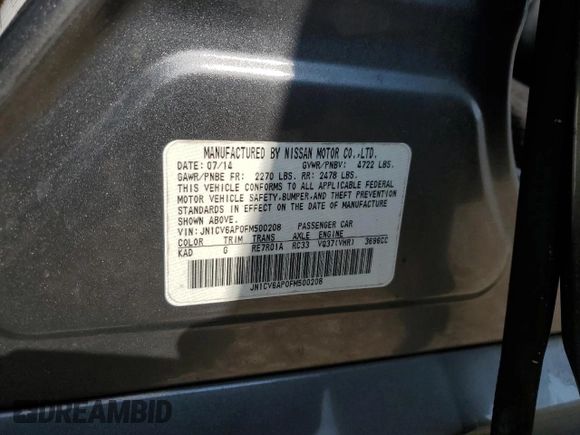 MANUFACTURED BY NISSAN MOTOR CO.,LTD.
DATE: 07/14 GVWR/PNBV: 4722 LBS.
GAWR/PNBE FR: 2270 LBS. RR: 2478 LBS.
THIS VEHICLE CONFORMS TO ALL APPLICABLE FEDERAL
MOTOR VEHICLE SAFETY,BUMPER,AND THEFT PREVENTION
STANDARDS IN EFFECT ON THE DATE OF MANUFACTURE
SHOWN ABOVE.
VIN: JN1CV6AP0FM500208 PASSENGER CAR
COLOR TRIM TRANS AXLE ENGINE
KAD G RE7R01A RC33 VQ37(VHR) 3696CC
JN1CV6AP0FM500208
DREAMBID